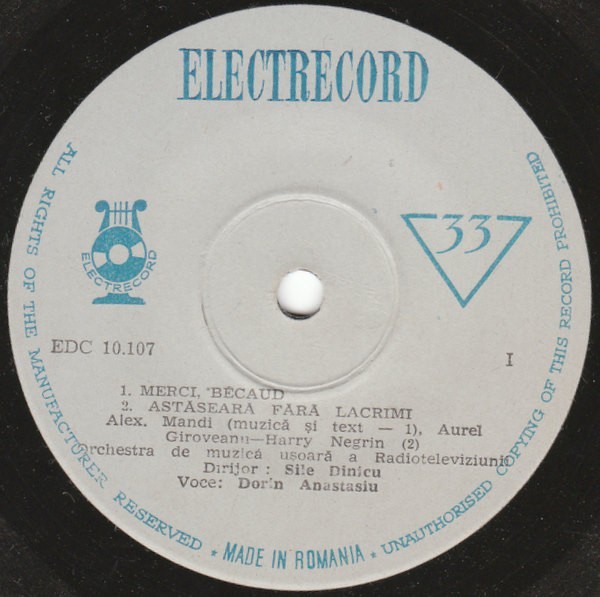 ELECTRECORD
ELECTRECORD
33
EDC 10.107
I
1. MERCI, BÉCAUD
2. ASTĂSEARĂ FĂRĂ LACRIMI
Alex. Mandi (muzică și text — 1), Aurel
Giroveanu—Harry Negrin (2)
Orchestra de muzică ușoară a Radioteleviziunii
Dirijor : Sile Dinicu
Voce: Dorin Anastasiu
ALL RIGHTS OF THE MANUFACTURER RESERVED * MADE IN ROMANIA * UNAUTHORISED COPYING OF THIS RECORD PROHIBITED